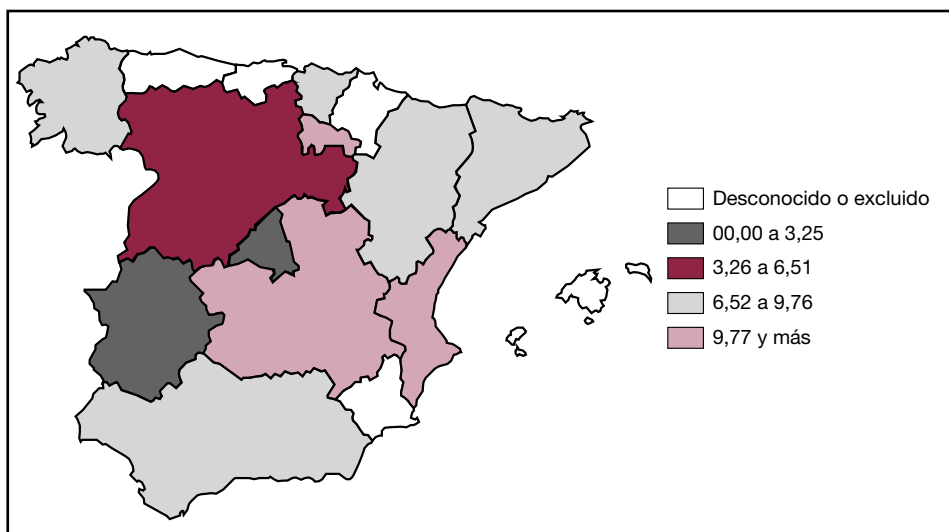 Desconocido o excluido
00,00 a 3,25
3,26 a 6,51
6,52 a 9,76
9,77 y más